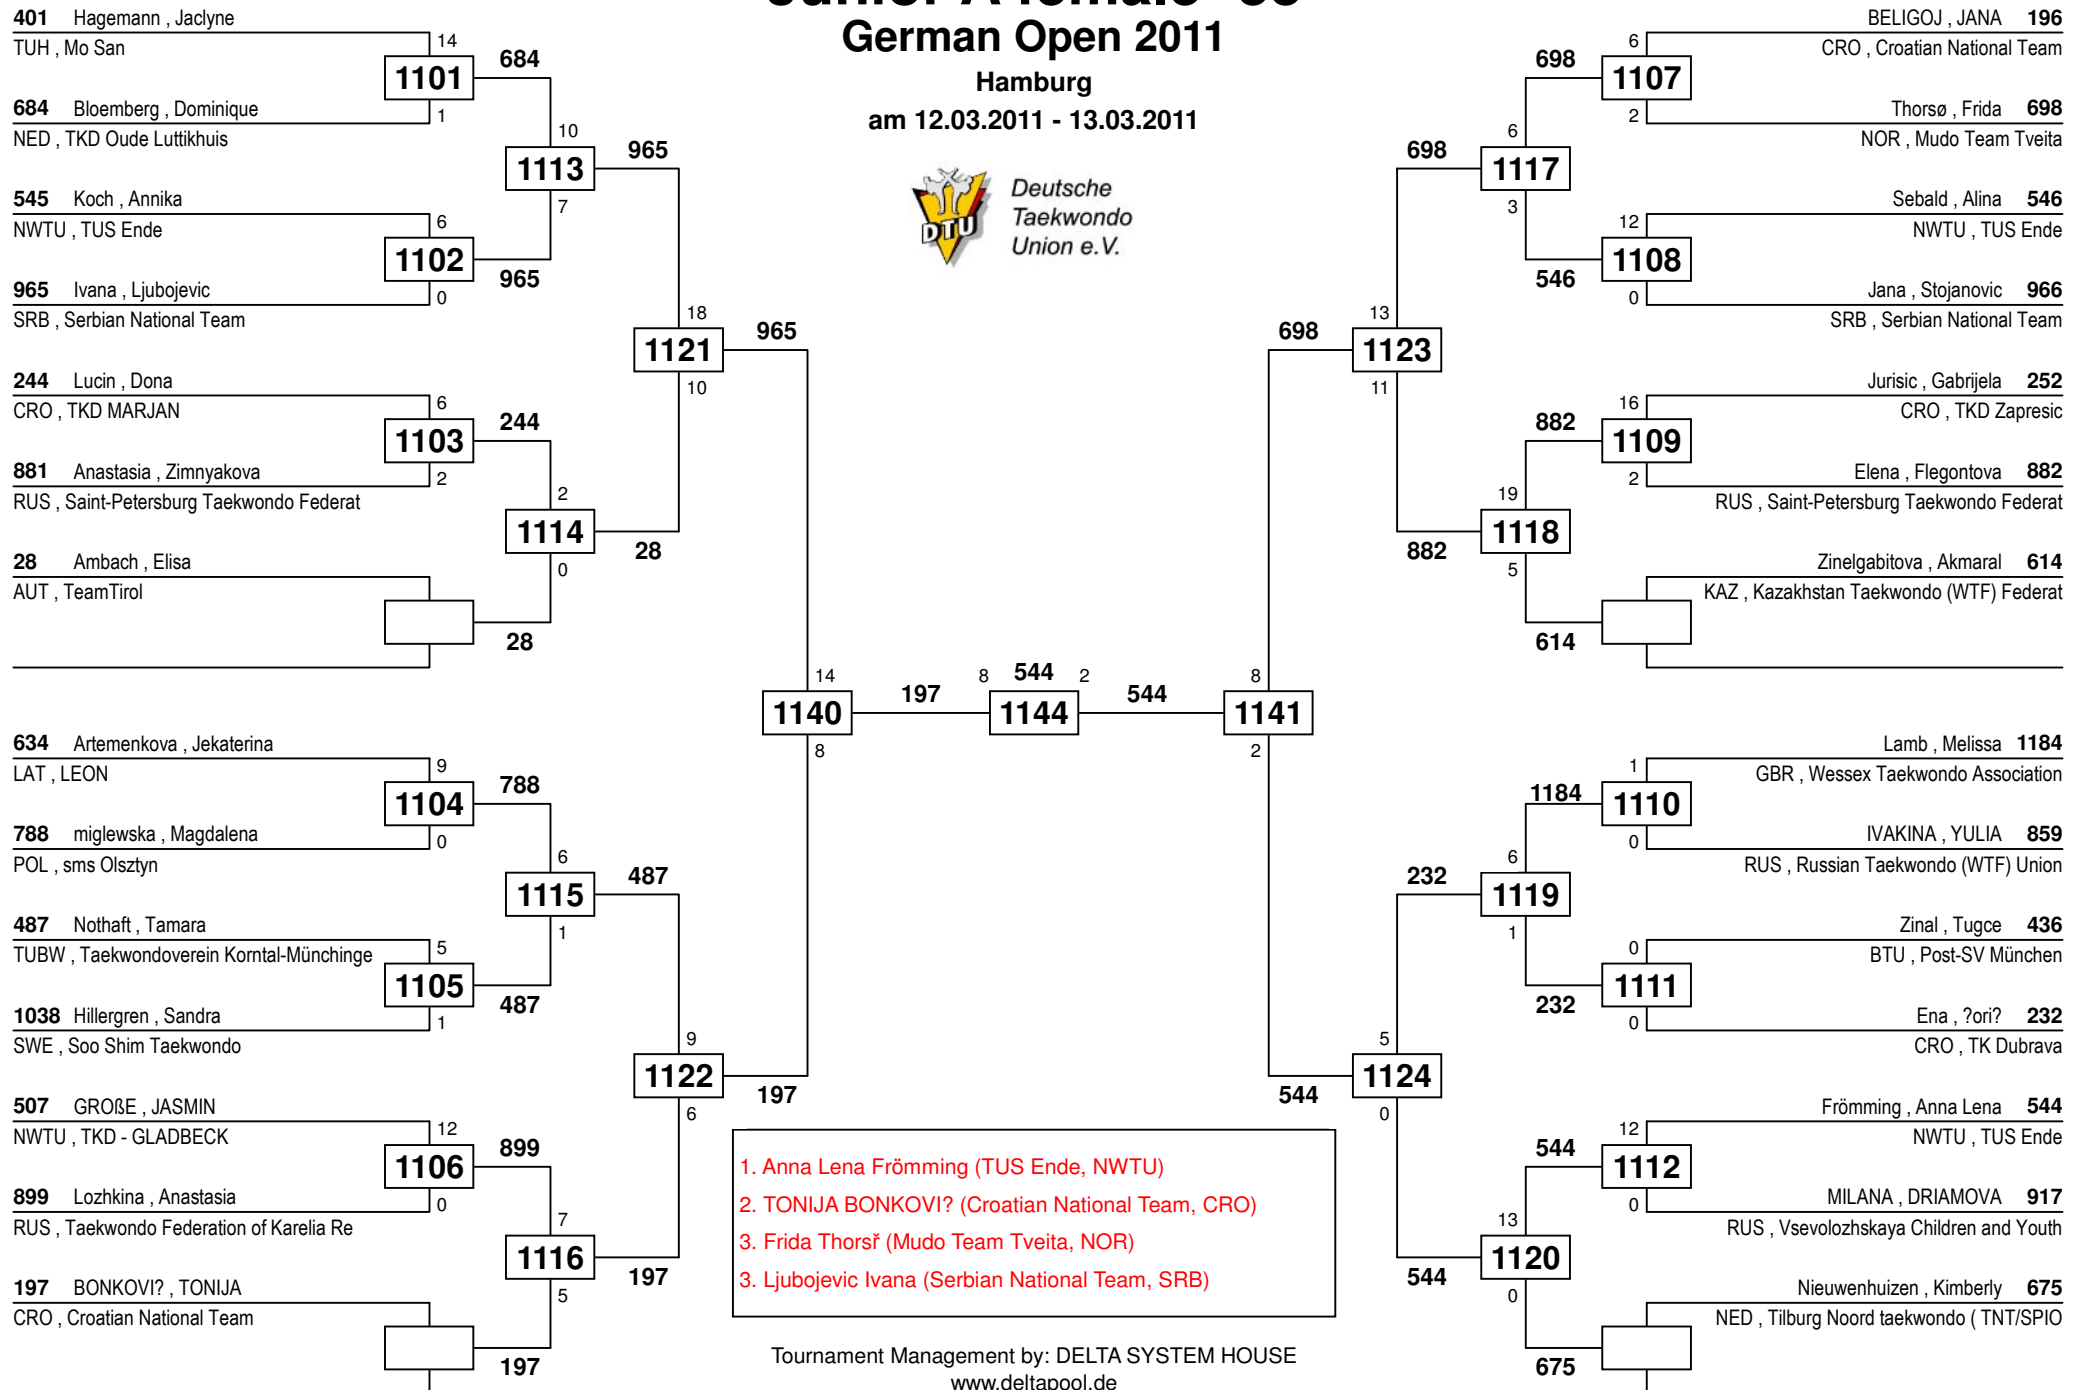 German Open 2011
Hamburg
am 12.03.2011 - 13.03.2011
DTU
Deutsche
Taekwondo
Union e.V.
401 Hagemann , Jaclyne
TUH , Mo San
14
1101
684
1
684 Bloemberg , Dominique
NED , TKD Oude Luttikhuis
10
1113
965
7
545 Koch , Annika
NWTU , TUS Ende
6
1102
965
0
965 Ivana , Ljubojevic
SRB , Serbian National Team
18
1121
965
10
244 Lucin , Dona
CRO , TKD MARJAN
6
1103
244
2
881 Anastasia , Zimnyakova
RUS , Saint-Petersburg Taekwondo Federat
2
1114
28
0
28 Ambach , Elisa
AUT , TeamTirol
28
14
1140
197
8
634 Artemenkova , Jekaterina
LAT , LEON
9
1104
788
0
788 miglewska , Magdalena
POL , sms Olsztyn
6
1115
487
1
487 Nothaft , Tamara
TUBW , Taekwondoverein Korntal-Münchinge
5
1105
487
1
1038 Hillergren , Sandra
SWE , Soo Shim Taekwondo
9
1122
197
6
507 GROßE , JASMIN
NWTU , TKD - GLADBECK
12
1106
899
0
899 Lozhkina , Anastasia
RUS , Taekwondo Federation of Karelia Re
7
1116
197
5
197 BONKOVI? , TONIJA
CRO , Croatian National Team
197
8 544 2
1144
BELIGOJ , JANA 196
CRO , Croatian National Team
6
698
1107
2
Thorsø , Frida 698
NOR , Mudo Team Tveita
6
698
1117
3
Sebald , Alina 546
NWTU , TUS Ende
12
1108
546
0
Jana , Stojanovic 966
SRB , Serbian National Team
13
698
1123
11
Jurisic , Gabrijela 252
CRO , TKD Zapresic
16
882
1109
2
Elena , Flegontova 882
RUS , Saint-Petersburg Taekwondo Federat
19
1118
882
5
Zinelgabitova , Akmaral 614
KAZ , Kazakhstan Taekwondo (WTF) Federat
614
8
544
1141
2
Lamb , Melissa 1184
GBR , Wessex Taekwondo Association
1
1184
1110
0
IVAKINA , YULIA 859
RUS , Russian Taekwondo (WTF) Union
6
232
1119
1
Zinal , Tugce 436
BTU , Post-SV München
0
1111
232
0
Ena , ?ori? 232
CRO , TK Dubrava
5
1124
544
0
Frömming , Anna Lena 544
NWTU , TUS Ende
12
544
1112
0
MILANA , DRIAMOVA 917
RUS , Vsevolozhskaya Children and Youth
13
1120
544
0
Nieuwenhuizen , Kimberly 675
NED , Tilburg Noord taekwondo ( TNT/SPIO
675
1. Anna Lena Frömming (TUS Ende, NWTU)
2. TONIJA BONKOVI? (Croatian National Team, CRO)
3. Frida Thorsř (Mudo Team Tveita, NOR)
3. Ljubojevic Ivana (Serbian National Team, SRB)
Tournament Management by: DELTA SYSTEM HOUSE
www.deltapool.de